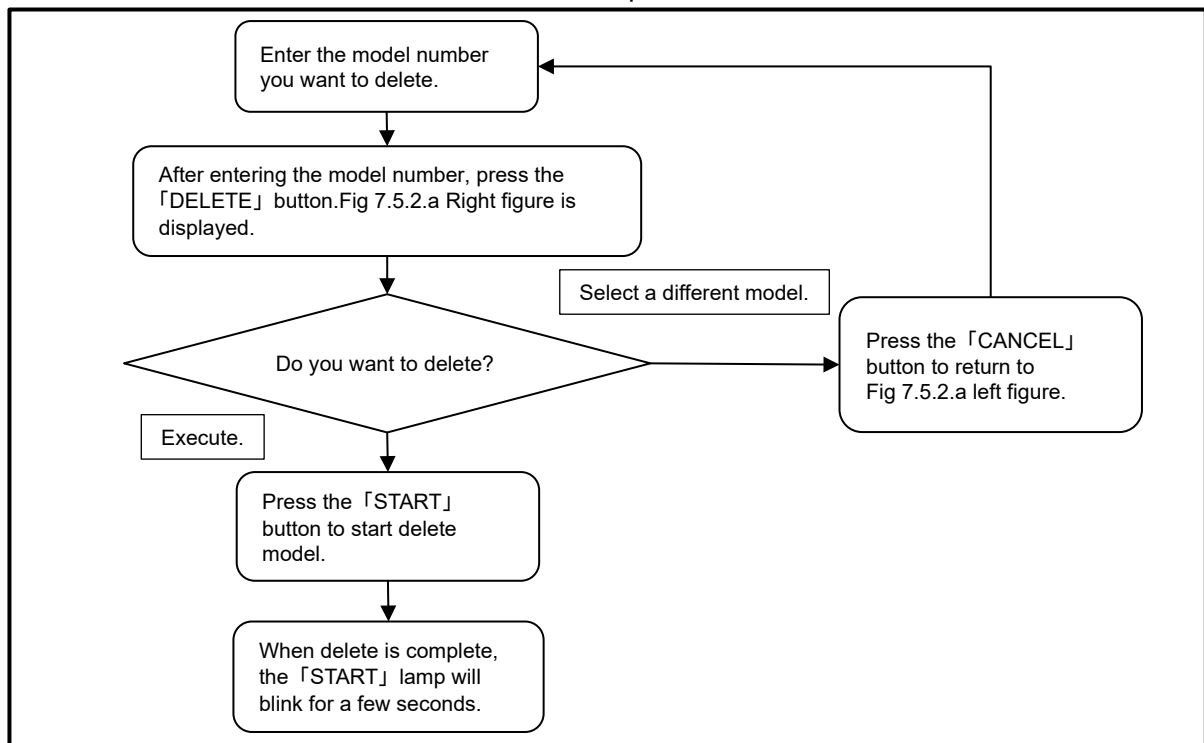 Enter the model number
you want to delete.
After entering the model number, press the
「DELETE」 button.Fig 7.5.2.a Right figure is
displayed.
Select a different model.
Do you want to delete?
Press the「CANCEL」
button to return to
Fig 7.5.2.a left figure.
Execute.
Press the「START」
button to start delete
model.
When delete is complete,
the「START」lamp will
blink for a few seconds.